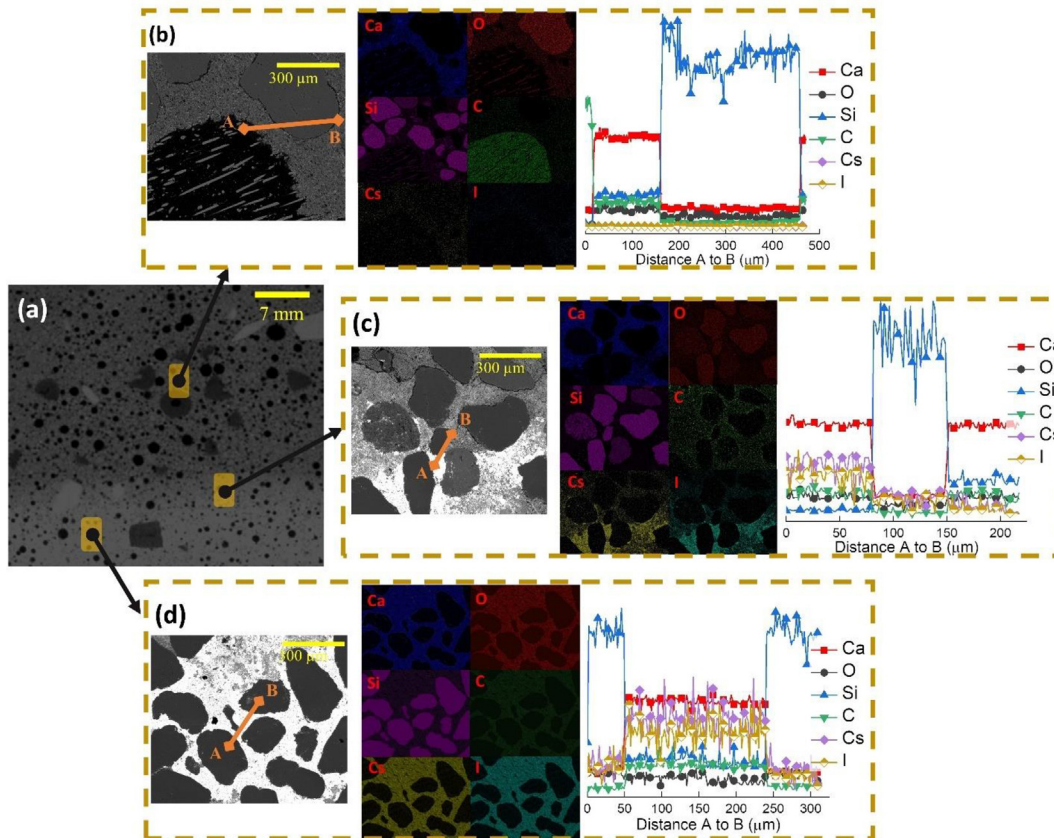 (b)
300 µm
A
B
Ca
O
Si
C
Cs
I
Ca
O
Si
C
Cs
I
0 100 200 300 400 500
Distance A to B (µm)
(a)
7 mm
(c)
300 µm
B
A
Ca
O
Si
C
Cs
I
Ca
O
Si
C
Cs
I
0 50 100 150 200
Distance A to B (µm)
(d)
300 µm
B
A
Ca
O
Si
C
Cs
I
Ca
O
Si
C
Cs
I
0 50 100 150 200 250 300
Distance A to B (µm)